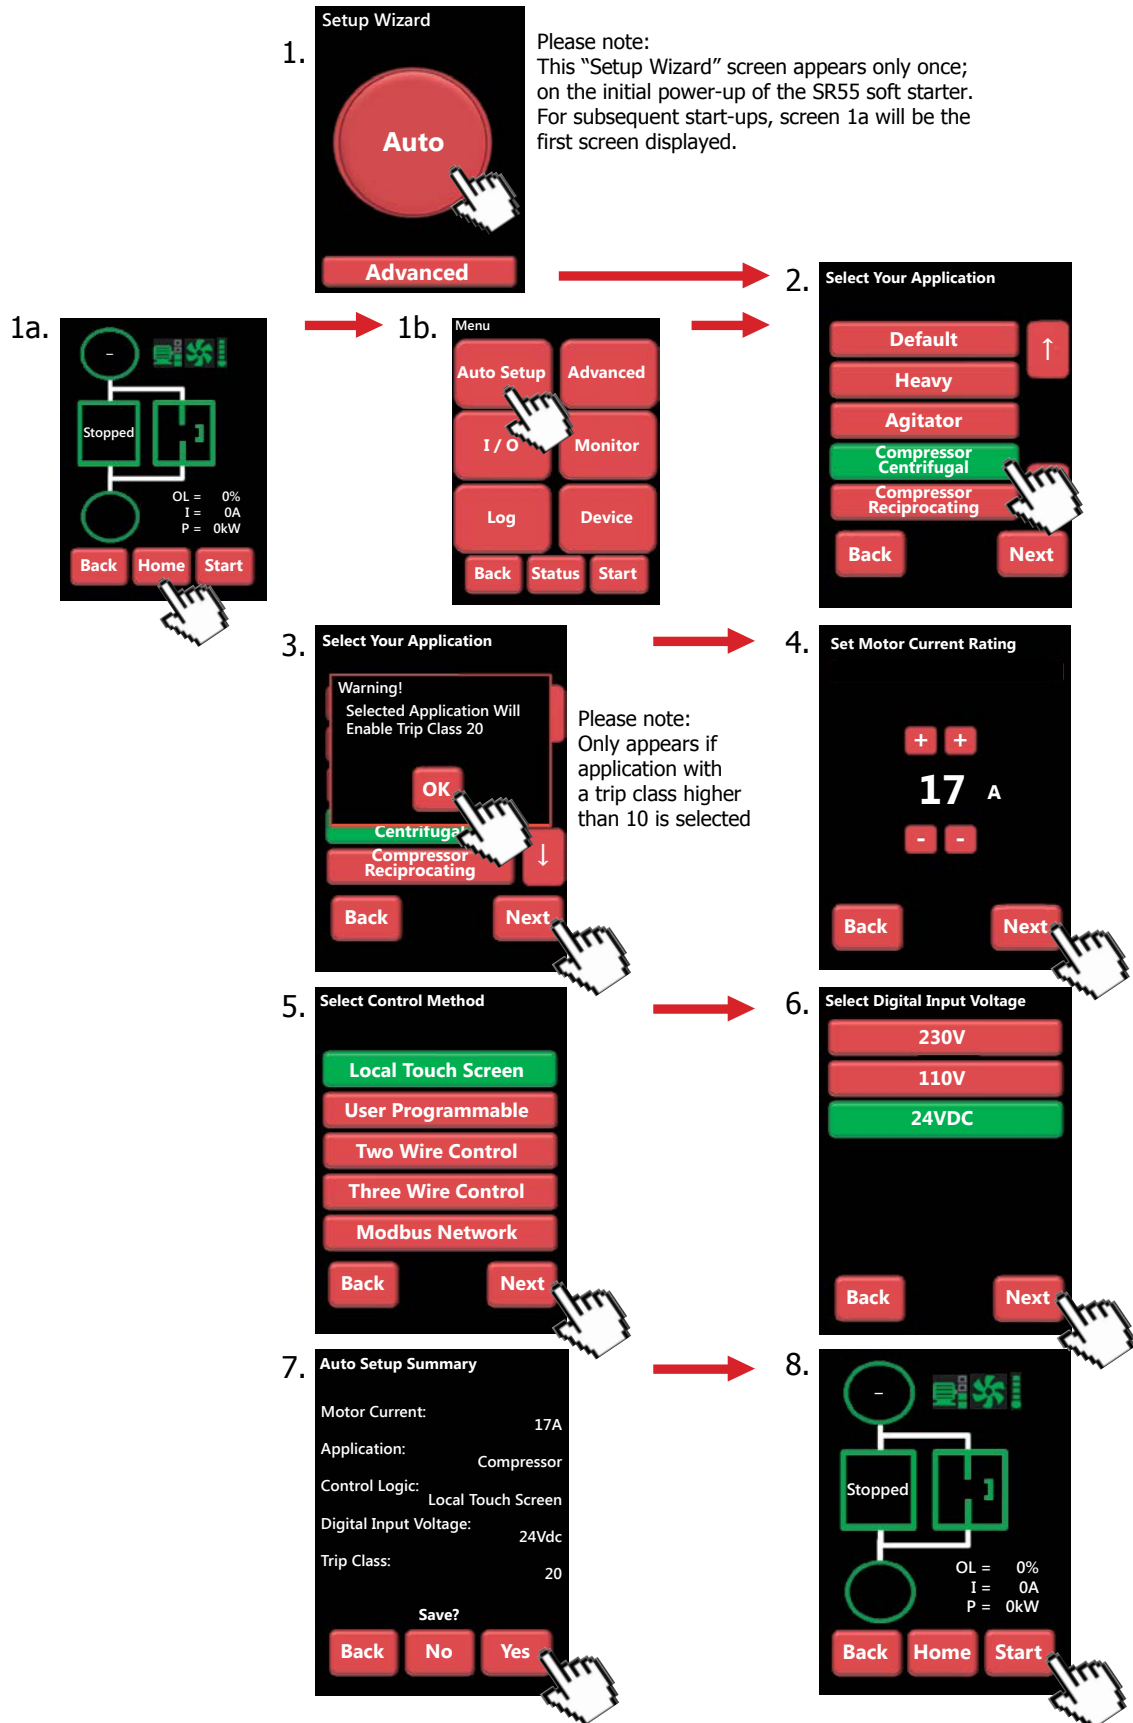 1.
Setup Wizard
Auto
Advanced
Please note:
This “Setup Wizard” screen appears only once;
on the initial power-up of the SR55 soft starter.
For subsequent start-ups, screen 1a will be the
first screen displayed.
1a.
–
Stopped
OL = 0%
I = 0A
P = 0kW
Back Home Start
1b.
Menu
Auto Setup Advanced
I / O Monitor
Log Device
Back Status Start
2.
Select Your Application
Default
↑
Heavy
Agitator
Compressor
Centrifugal
Compressor
Reciprocating
Back Next
3.
Select Your Application
Warning!
Selected Application Will
Enable Trip Class 20
OK
Centrifugal
Compressor
Reciprocating
↓
Back Next
Please note:
Only appears if
application with
a trip class higher
than 10 is selected
4.
Set Motor Current Rating
+ +
17 A
- -
Back Next
5.
Select Control Method
Local Touch Screen
User Programmable
Two Wire Control
Three Wire Control
Modbus Network
Back Next
6.
Select Digital Input Voltage
230V
110V
24VDC
Back Next
7.
Auto Setup Summary
Motor Current:
17A
Application:
Compressor
Control Logic:
Local Touch Screen
Digital Input Voltage:
24Vdc
Trip Class:
20
Save?
Back No Yes
8.
–
Stopped
OL = 0%
I = 0A
P = 0kW
Back Home Start